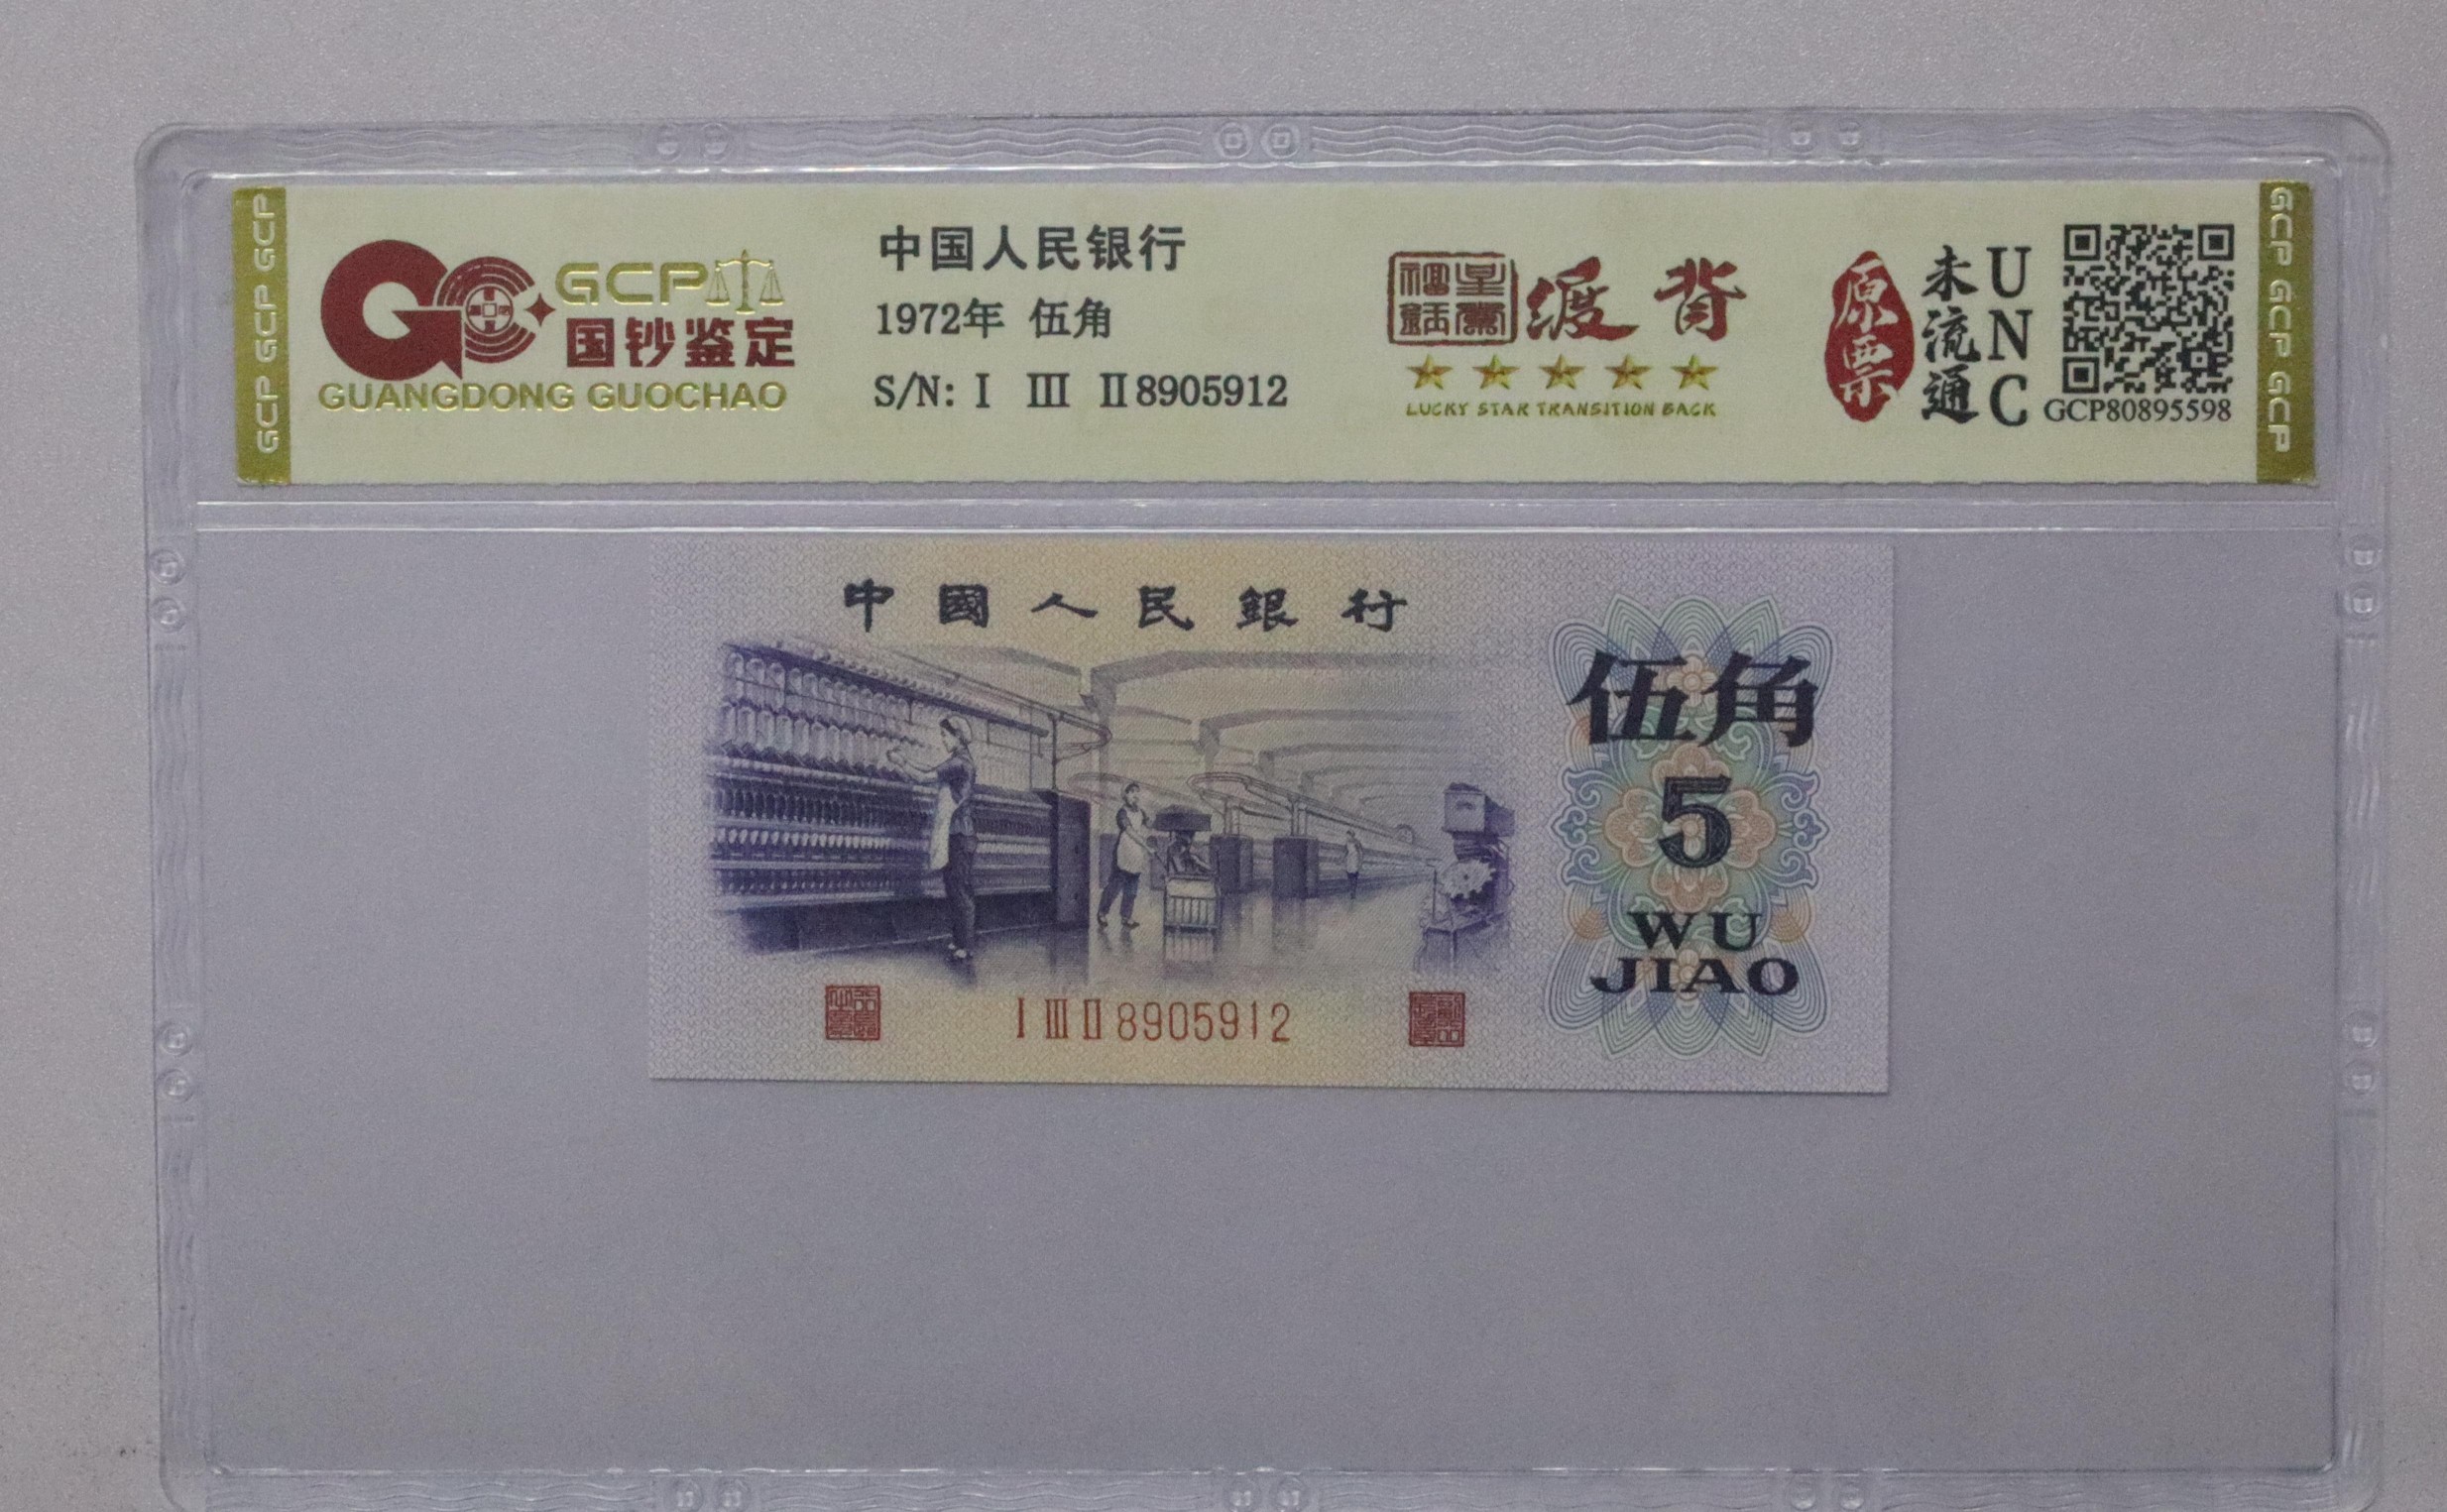 GCP GCP GCP
GCP
国钞鉴定
GUANGDONG GUOCHAO
中国人民银行
1972年 伍角
S/N: Ⅰ Ⅲ Ⅱ8905912
渡背
LUCKY STAR TRANSITION BACK
原票
未流通
UNC
GCP80895598
GCP GCP GCP
中國人民銀行
伍角
5
WU
JIAO
Ⅰ Ⅲ Ⅱ 8905912